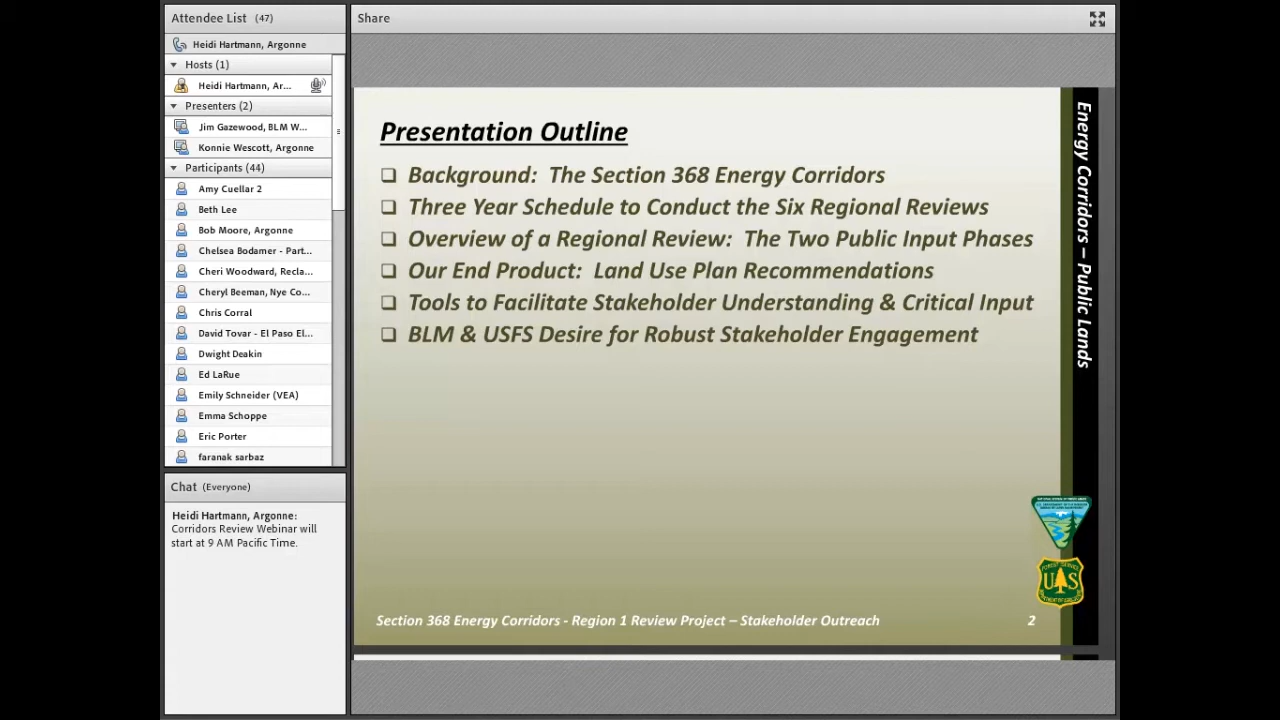 Attendee List (47)
Heidi Hartmann, Argonne
Hosts (1)
Heidi Hartmann, Ar...
Presenters (2)
Jim Gazewood, BLM W...
Konnie Wescott, Argonne
Participants (44)
Amy Cuellar 2
Beth Lee
Bob Moore, Argonne
Chelsea Bodamer - Part...
Cheri Woodward, Recla...
Cheryl Beeman, Nye Co...
Chris Corral
David Tovar - El Paso El...
Dwight Deakin
Ed LaRue
Emily Schneider (VEA)
Emma Schoppe
Eric Porter
faranak sarbaz
Chat (Everyone)
Heidi Hartmann, Argonne:
Corridors Review Webinar will
start at 9 AM Pacific Time.
Share
Presentation Outline
Background: The Section 368 Energy Corridors
Three Year Schedule to Conduct the Six Regional Reviews
Overview of a Regional Review: The Two Public Input Phases
Our End Product: Land Use Plan Recommendations
Tools to Facilitate Stakeholder Understanding & Critical Input
BLM & USFS Desire for Robust Stakeholder Engagement
Energy Corridors – Public Lands
UAS
Section 368 Energy Corridors - Region 1 Review Project – Stakeholder Outreach
2